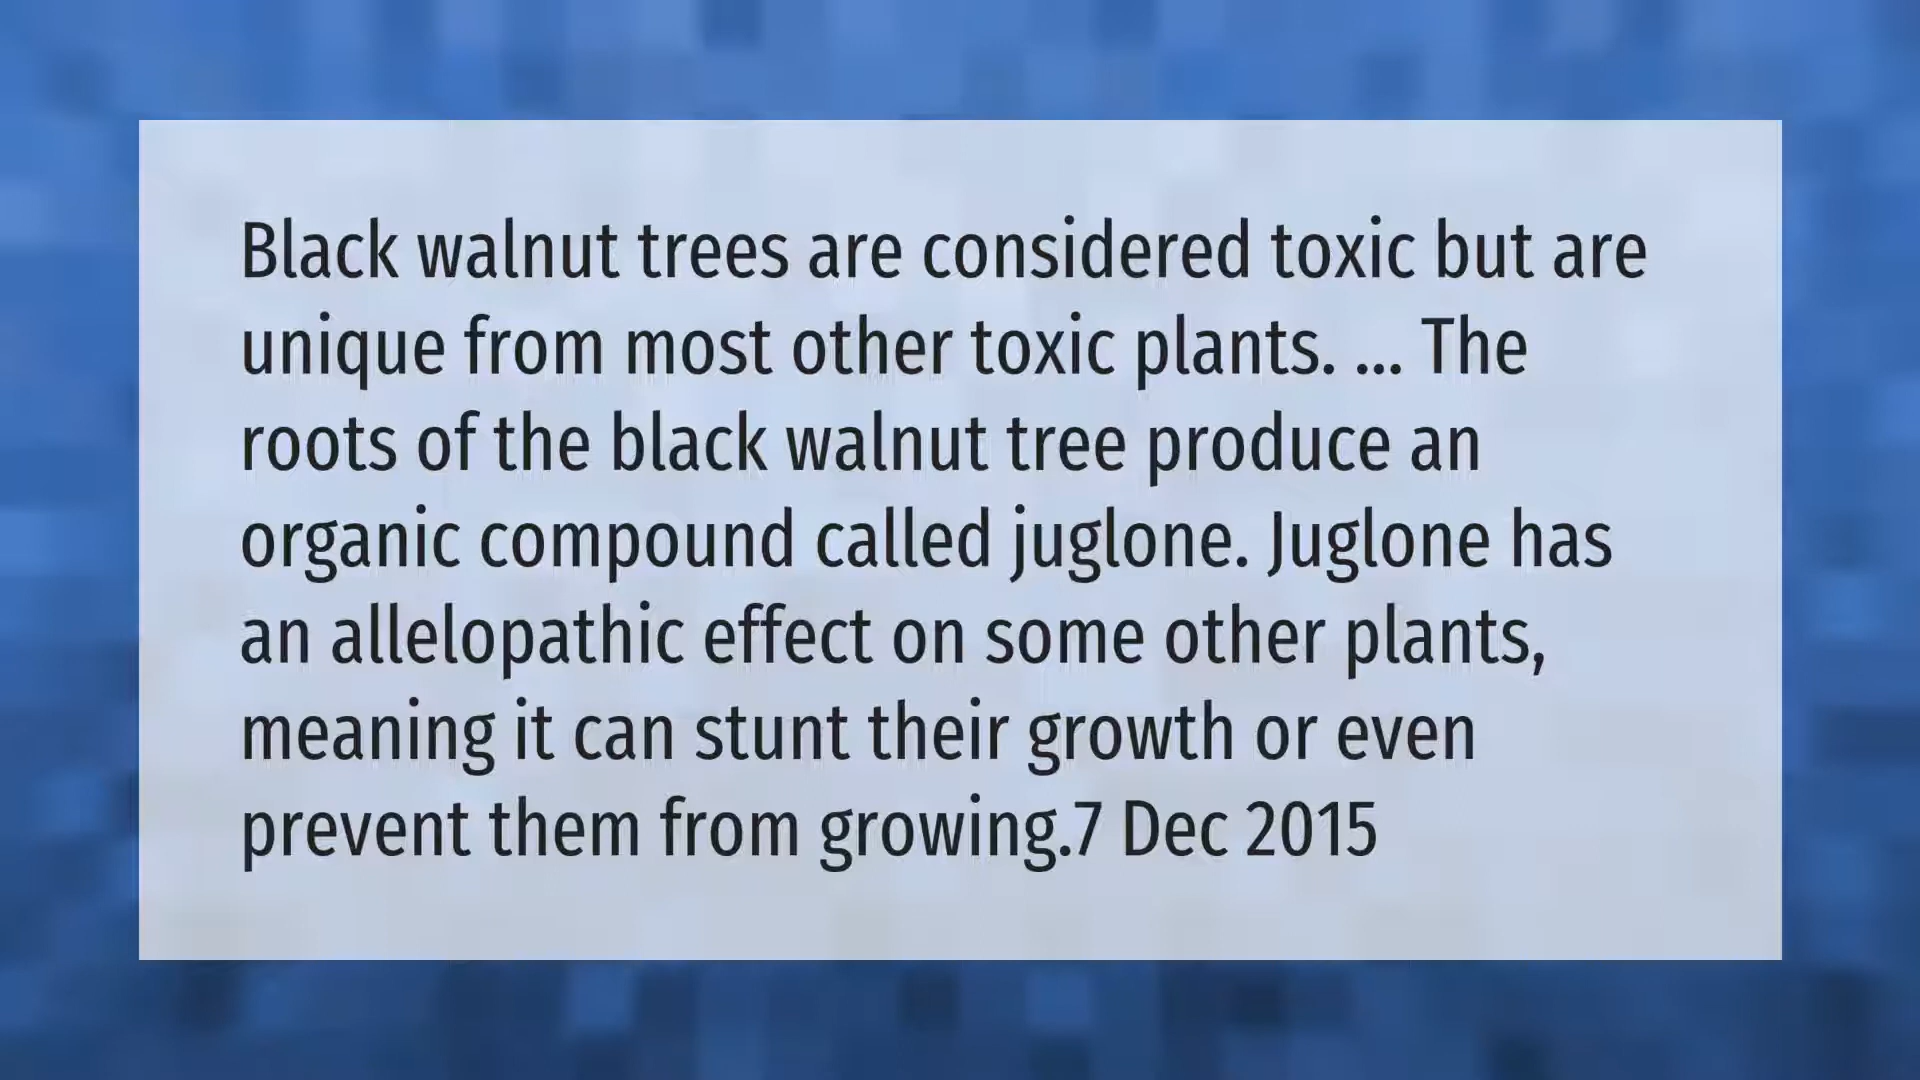 Black walnut trees are considered toxic but are
unique from most other toxic plants. ... The
roots of the black walnut tree produce an
organic compound called juglone. Juglone has
an allelopathic effect on some other plants,
meaning it can stunt their growth or even
prevent them from growing.7 Dec 2015